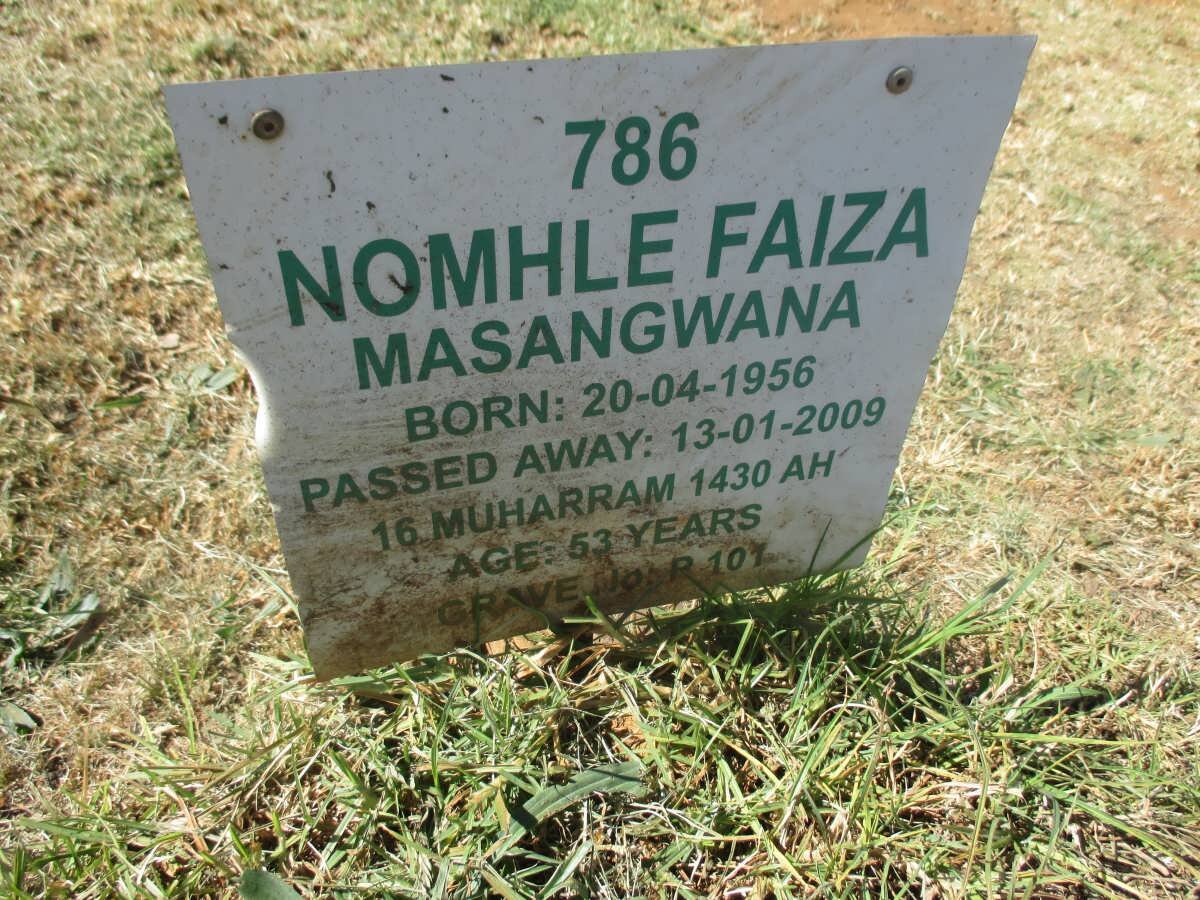 786
NOMHLE FAIZA
MASANGWANA
BORN: 20-04-1956
PASSED AWAY: 13-01-2009
16 MUHARRAM 1430 AH
AGE: 53 YEARS
GRAVE No: P 101